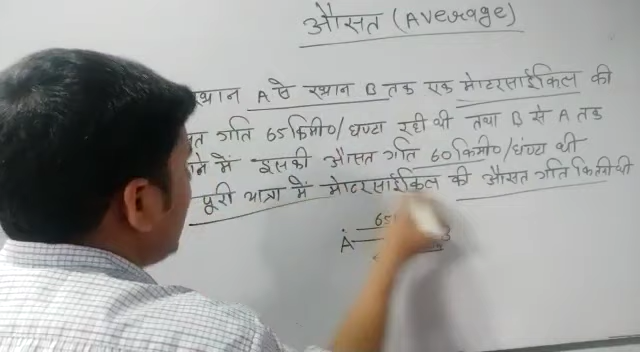 औसत (Average)
स्थान A से स्थान B तक एक मोटरसाईकिल की
गति 65 किमी०/घण्टा रही थी तथा B से A तक
में इसकी औसत गति 60 किमी०/घंण्टा थी
पूरी यात्रा में मोटरसाईकिल की औसत गति कितनी थी
65
A B